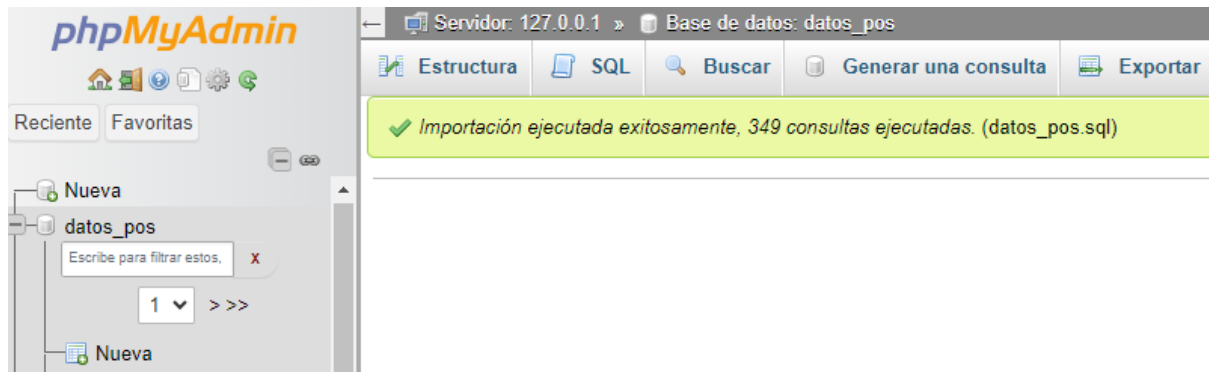 phpMyAdmin
Reciente Favoritas
Nueva
datos_pos
Escribe para filtrar estos, X
1 > >>
Nueva
← Servidor: 127.0.0.1 » Base de datos: datos_pos
Estructura SQL Buscar Generar una consulta Exportar
Importación ejecutada exitosamente, 349 consultas ejecutadas. (datos_pos.sql)